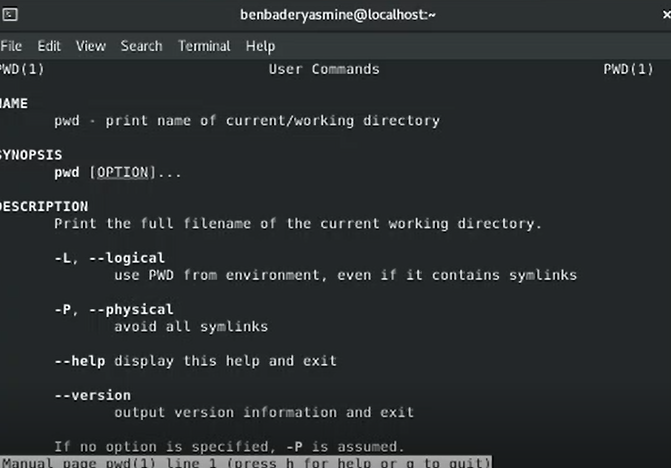 benbaderyasmine@localhost:~
File Edit View Search Terminal Help
PWD(1) User Commands PWD(1)
NAME
pwd - print name of current/working directory
SYNOPSIS
pwd [OPTION]...
DESCRIPTION
Print the full filename of the current working directory.
-L, --logical
use PWD from environment, even if it contains symlinks
-P, --physical
avoid all symlinks
--help display this help and exit
--version
output version information and exit
If no option is specified, -P is assumed.
Manual page pwd(1) line 1 (press h for help or q to quit)